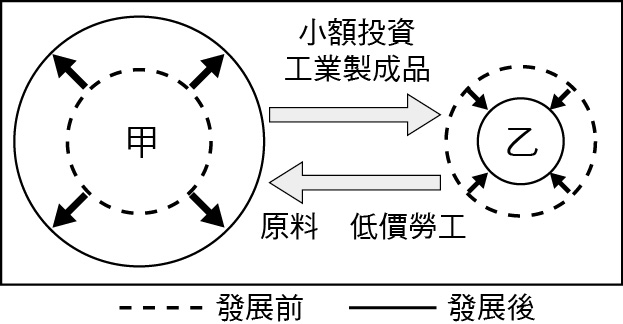 小額投資
工業製成品
甲
乙
原料 低價勞工
發展前 發展後